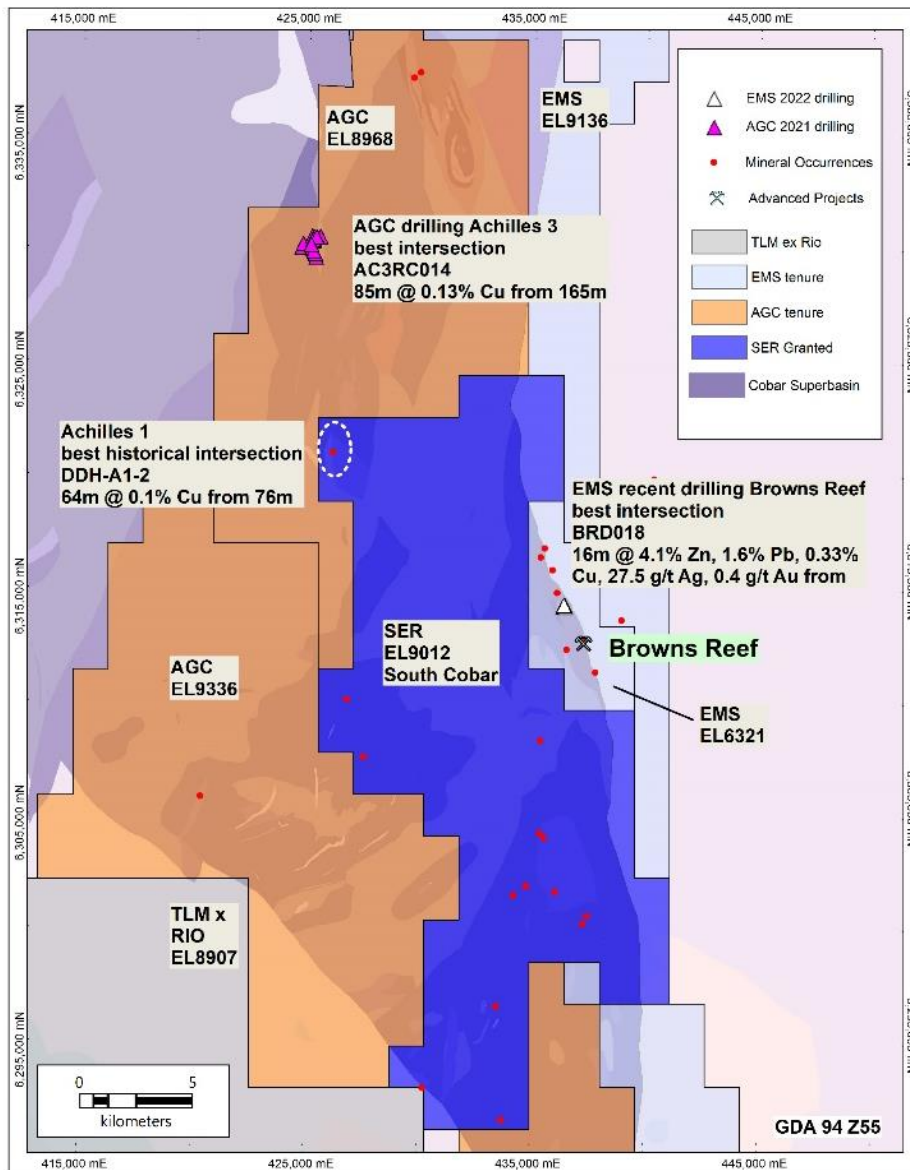 415,000 mE
425,000 mE
435,000 mE
445,000 mE
6,335,000 mN
6,325,000 mN
6,315,000 mN
6,305,000 mN
6,295,000 mN
AGC
EL8968
EMS
EL9136
EMS 2022 drilling
AGC 2021 drilling
Mineral Occurrences
Advanced Projects
TLM ex Rio
EMS tenure
AGC tenure
SER Granted
Cobar Superbasin
AGC drilling Achilles 3
best intersection
AC3RC014
85m @ 0.13% Cu from 165m
Achilles 1
best historical intersection
DDH-A1-2
64m @ 0.1% Cu from 76m
EMS recent drilling Browns Reef
best intersection
BRD018
16m @ 4.1% Zn, 1.6% Pb, 0.33%
Cu, 27.5 g/t Ag, 0.4 g/t Au from
SER
EL9012
South Cobar
Browns Reef
AGC
EL9336
EMS
EL6321
TLM x
RIO
EL8907
0
5
kilometers
GDA 94 Z55
415,000 mE
425,000 mE
435,000 mE
445,000 mE